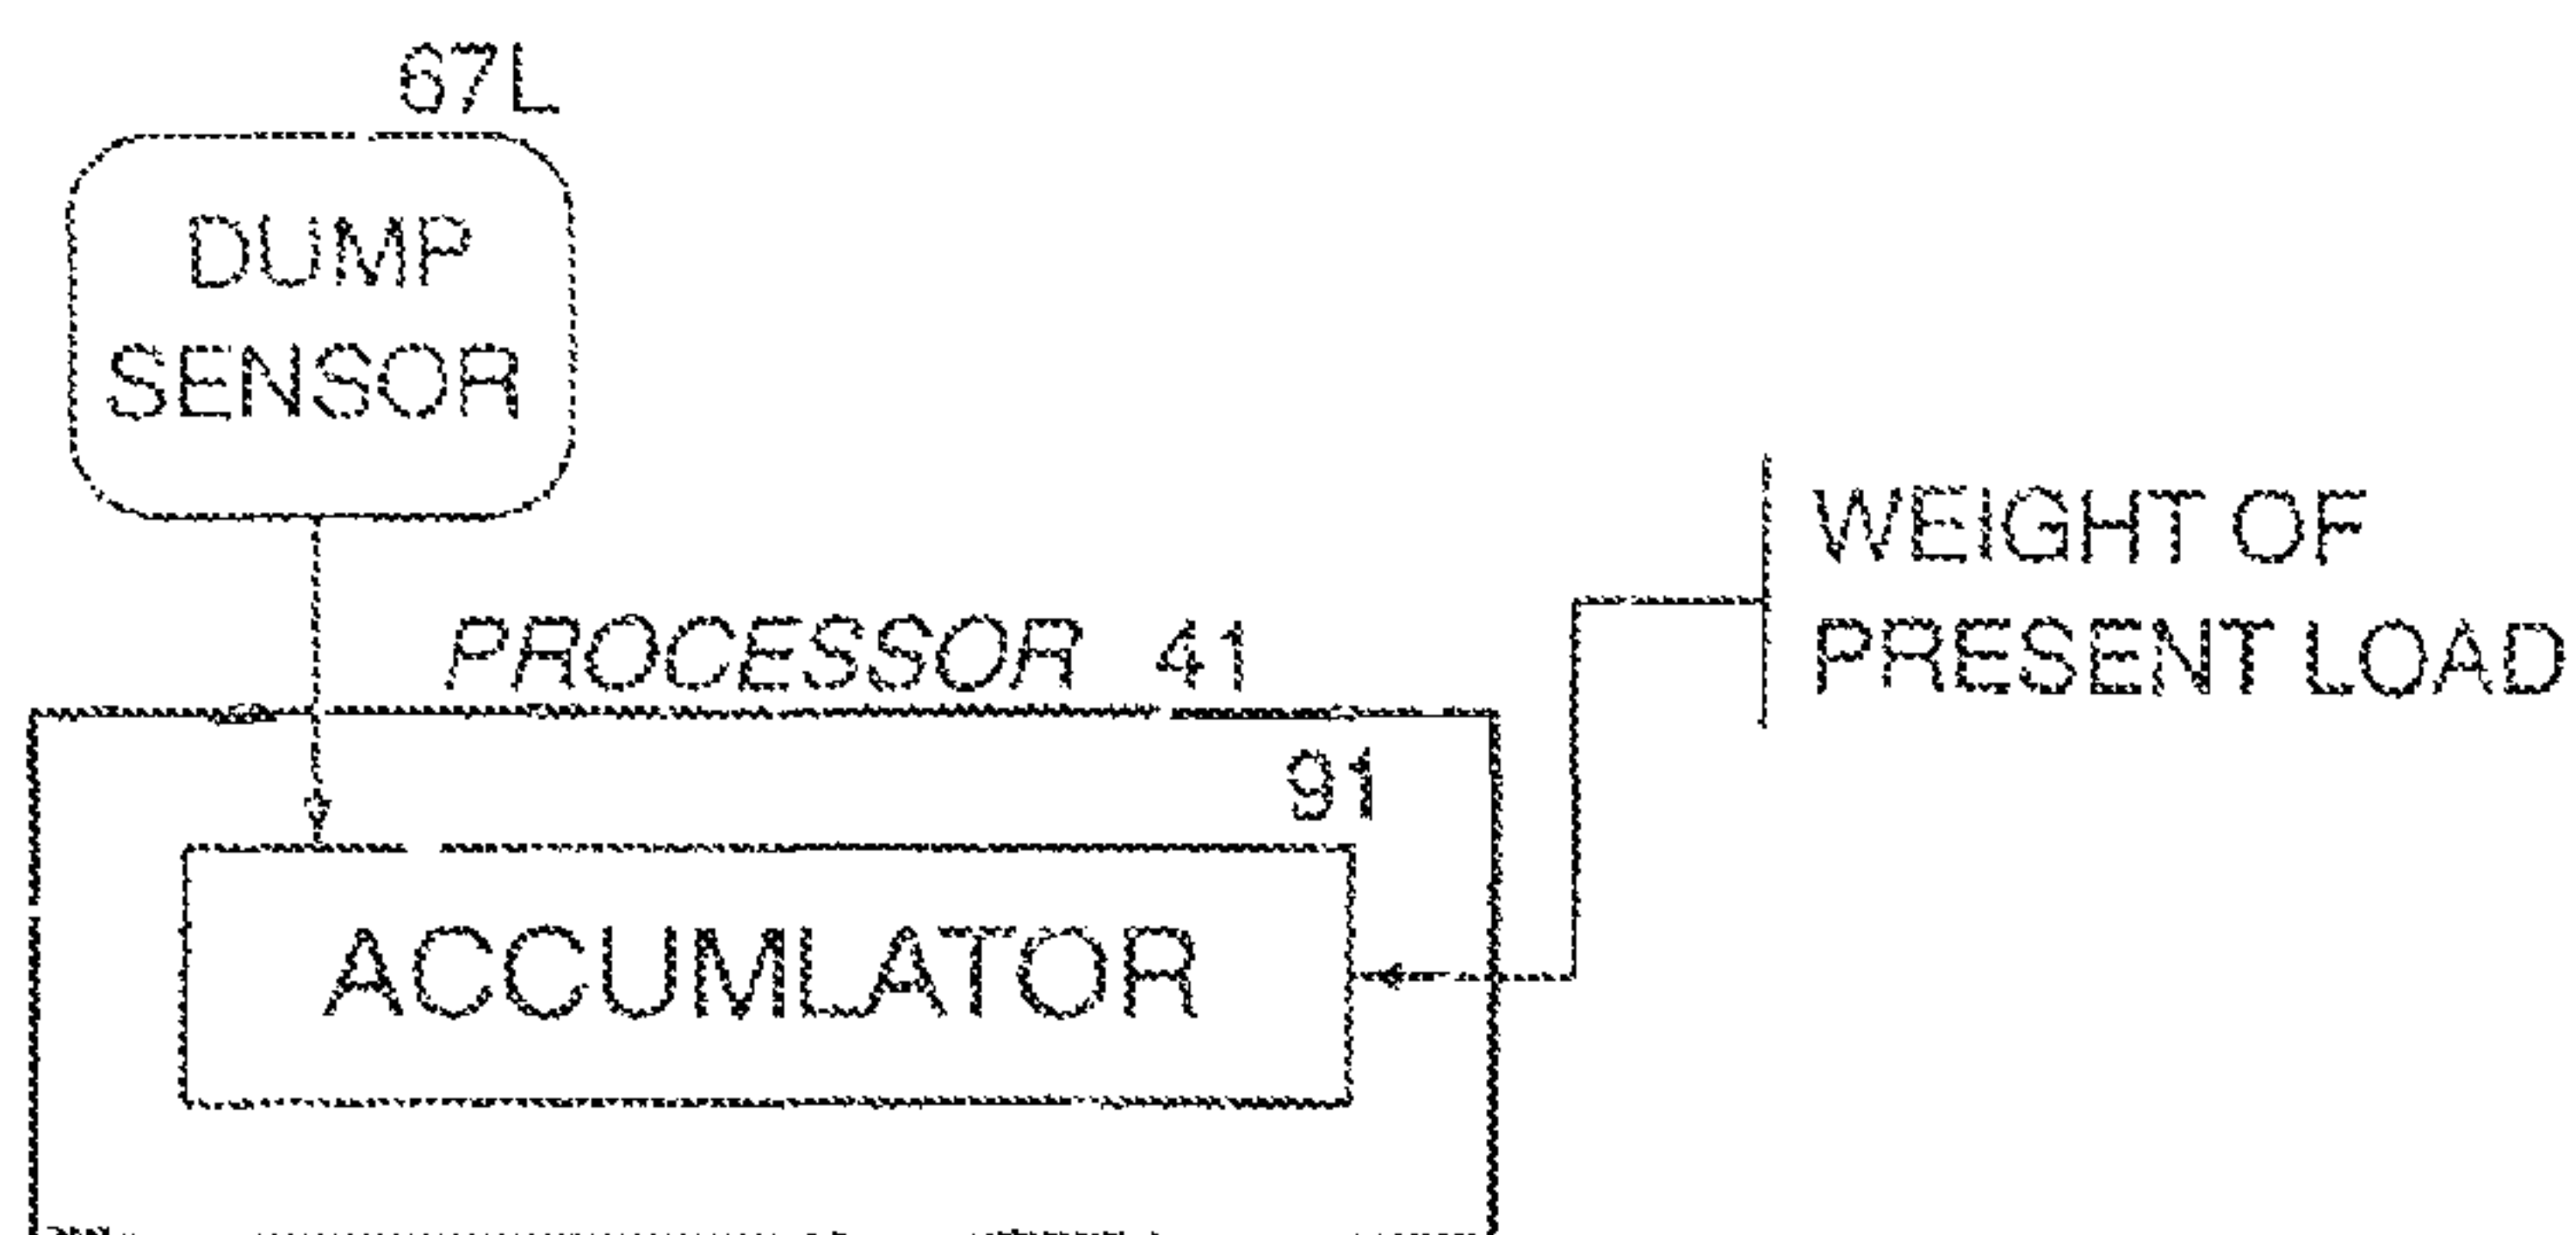 67L
DUMP
SENSOR
WEIGHT OF
PRESENT LOAD
PROCESSOR 41
91
ACCUMLATOR